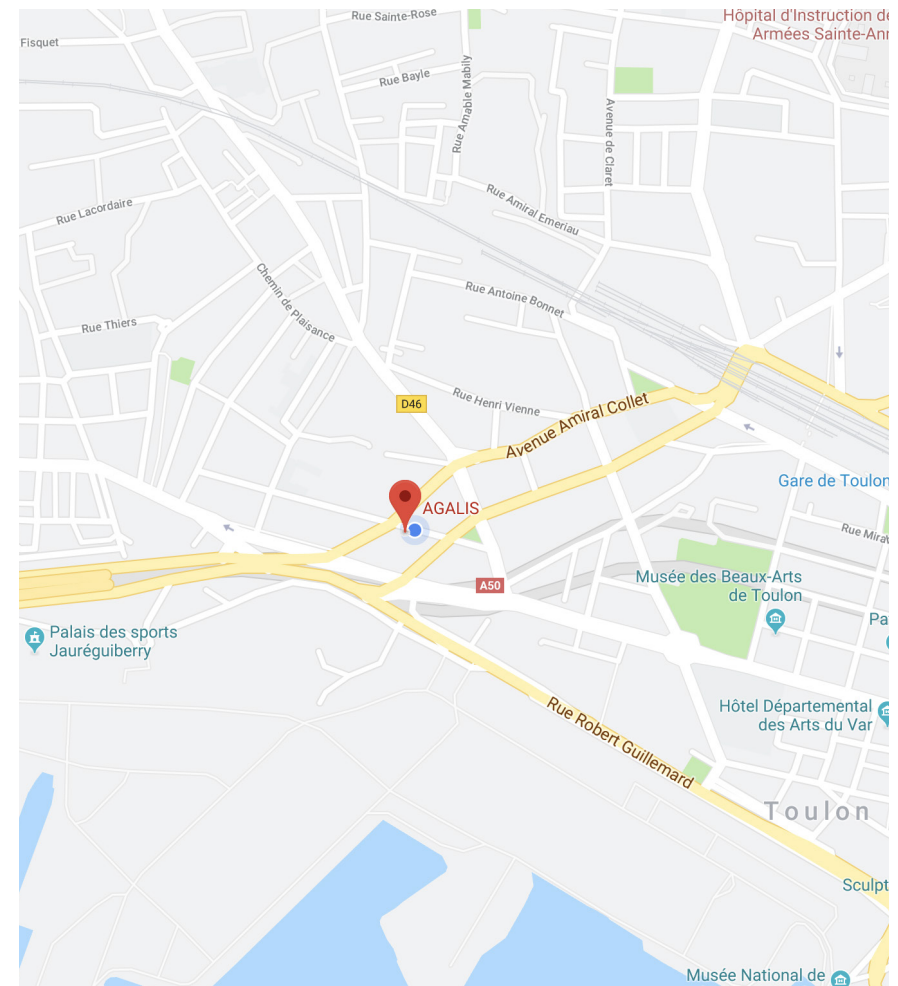 Rue Sainte-Rose
Hôpital d'Instruction de
Armées Sainte-Ann
Fisquet
Rue Bayle
Rue Amable Mabily
Avenue de Claret
Rue Lacordaire
Rue Amiral Emeriau
Chemin de Plaisance
Rue Antoine Bonnet
Rue Thiers
D46
Rue Henri Vienne
Avenue Amiral Collet
Gare de Toulon
AGALIS
Rue Mira
A50
Musée des Beaux-Arts
de Toulon
Pa
Palais des sports
Jauréguiberry
Rue Robert Guillemard
Hôtel Départemental
des Arts du Var
Toulon
Sculpt
Musée National de